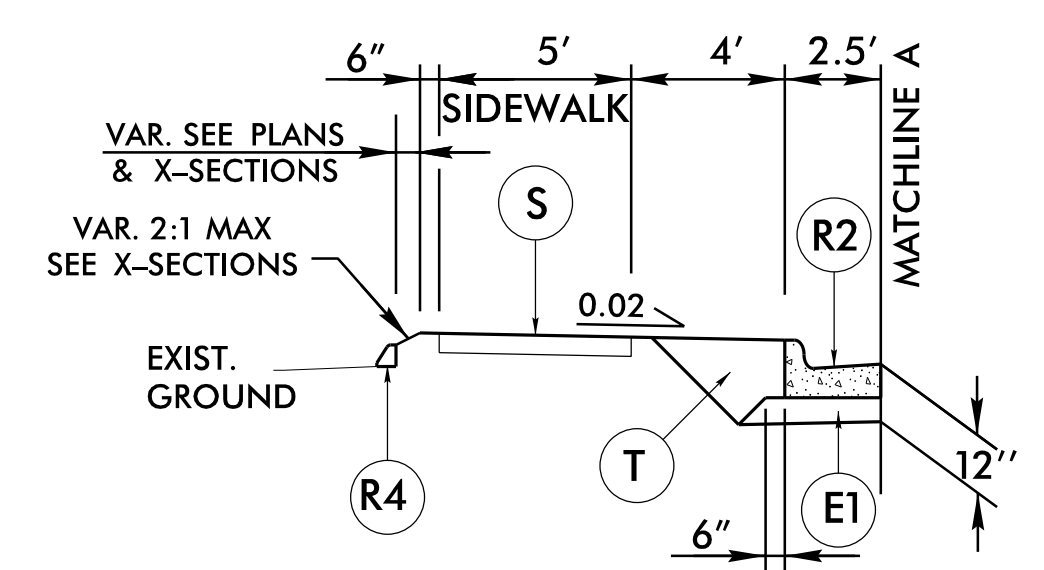 6" 5' 4' 2.5'
MATCHLINE A
SIDEWALK
VAR. SEE PLANS
& X-SECTIONS
S
R2
VAR. 2:1 MAX
SEE X-SECTIONS
0.02
EXIST.
GROUND
T
12''
R4
E1
6"